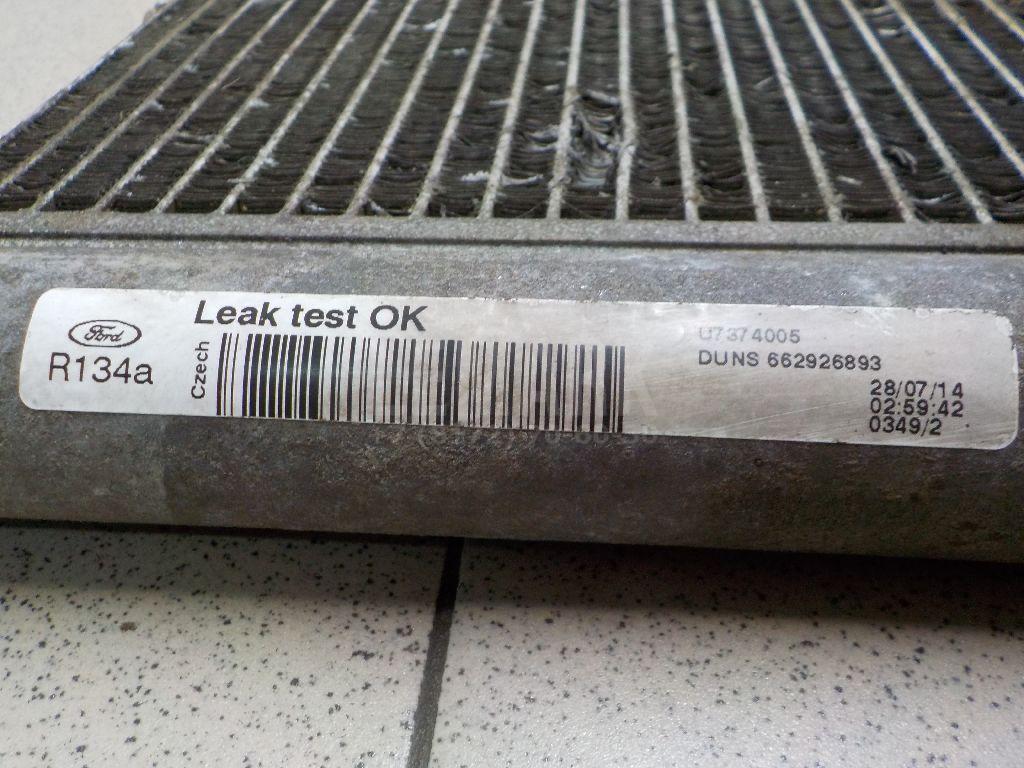 Ford
R134a
Czech
Leak test OK
U7374005
DUNS 662926893
28/07/14
02:59:42
0349/2